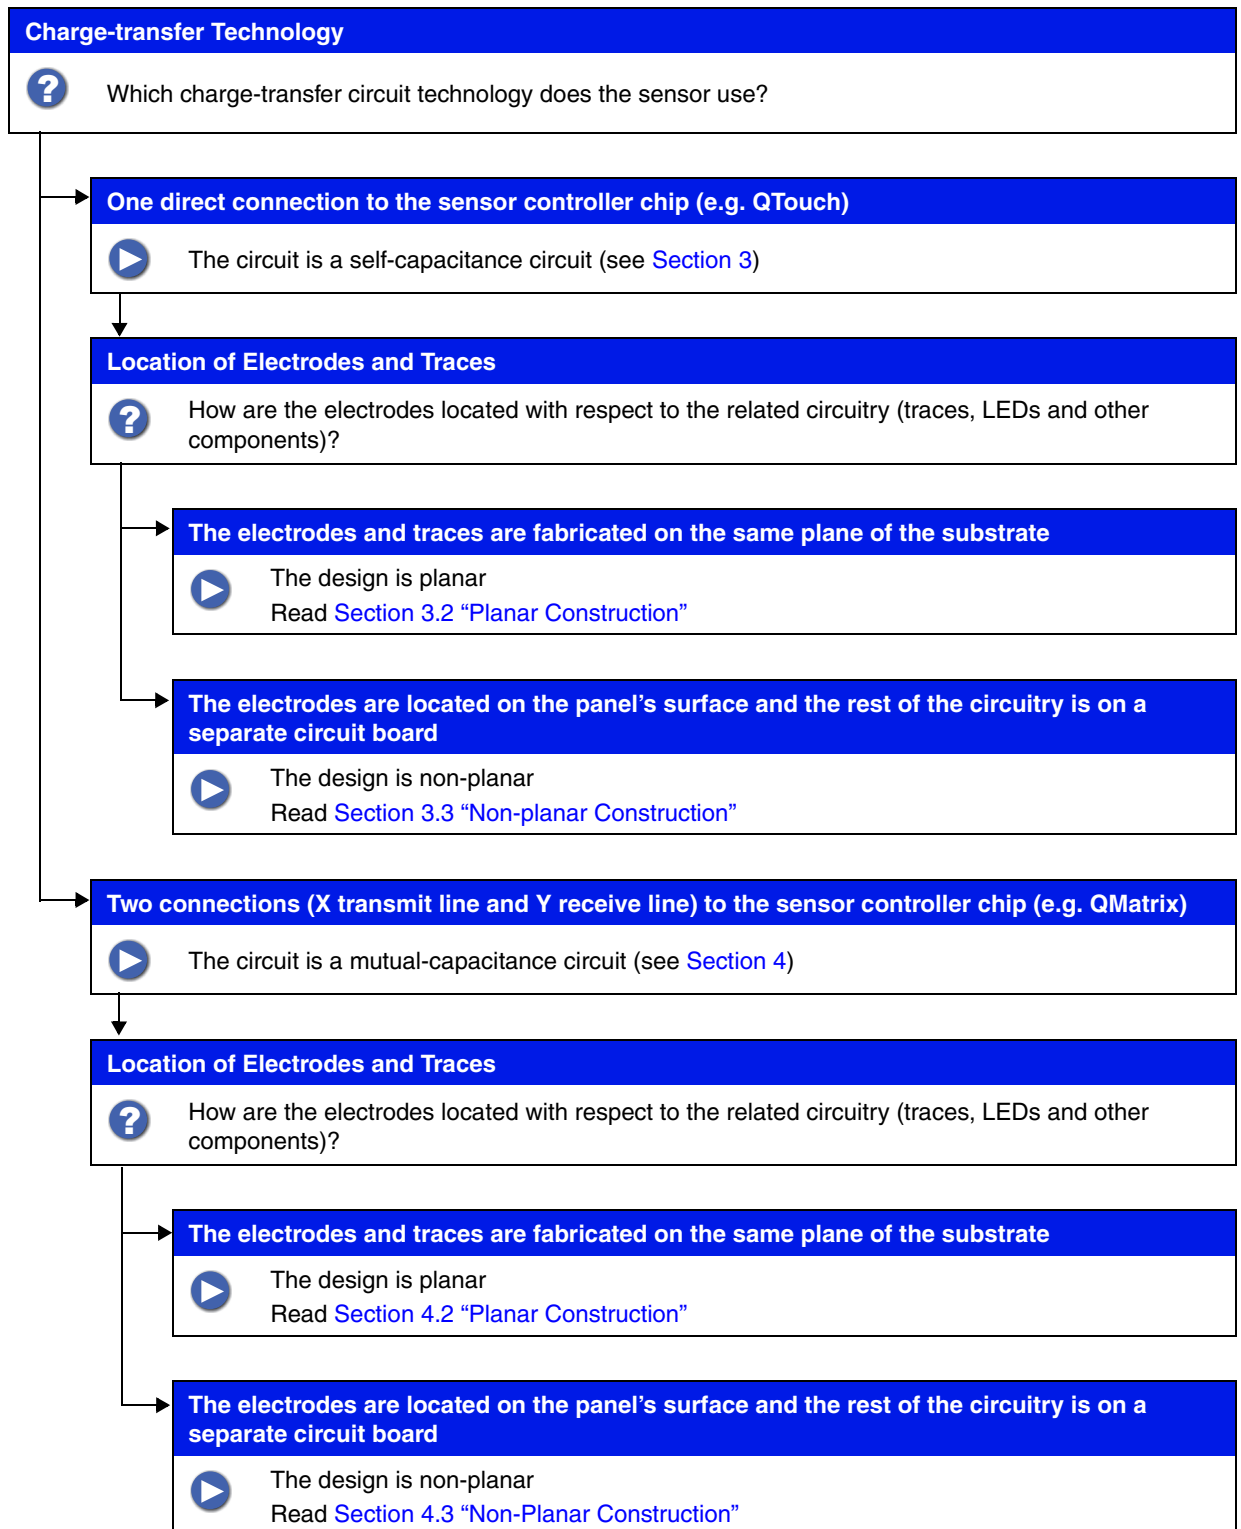 Charge-transfer Technology
?
Which charge-transfer circuit technology does the sensor use?
One direct connection to the sensor controller chip (e.g. QTouch)
The circuit is a self-capacitance circuit (see Section 3)
Location of Electrodes and Traces
?
How are the electrodes located with respect to the related circuitry (traces, LEDs and other
components)?
The electrodes and traces are fabricated on the same plane of the substrate
The design is planar
Read Section 3.2 “Planar Construction”
The electrodes are located on the panel’s surface and the rest of the circuitry is on a
separate circuit board
The design is non-planar
Read Section 3.3 “Non-planar Construction”
Two connections (X transmit line and Y receive line) to the sensor controller chip (e.g. QMatrix)
The circuit is a mutual-capacitance circuit (see Section 4)
Location of Electrodes and Traces
?
How are the electrodes located with respect to the related circuitry (traces, LEDs and other
components)?
The electrodes and traces are fabricated on the same plane of the substrate
The design is planar
Read Section 4.2 “Planar Construction”
The electrodes are located on the panel’s surface and the rest of the circuitry is on a
separate circuit board
The design is non-planar
Read Section 4.3 “Non-Planar Construction”